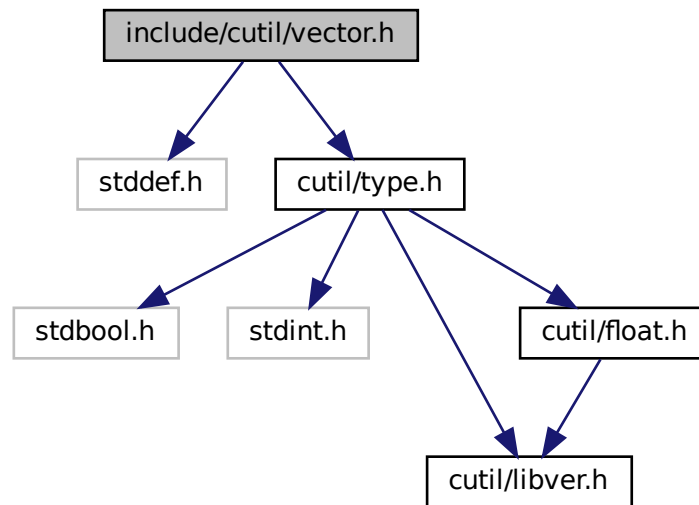 include/cutil/vector.h
stddef.h
cutil/type.h
stdbool.h
stdint.h
cutil/float.h
cutil/libver.h